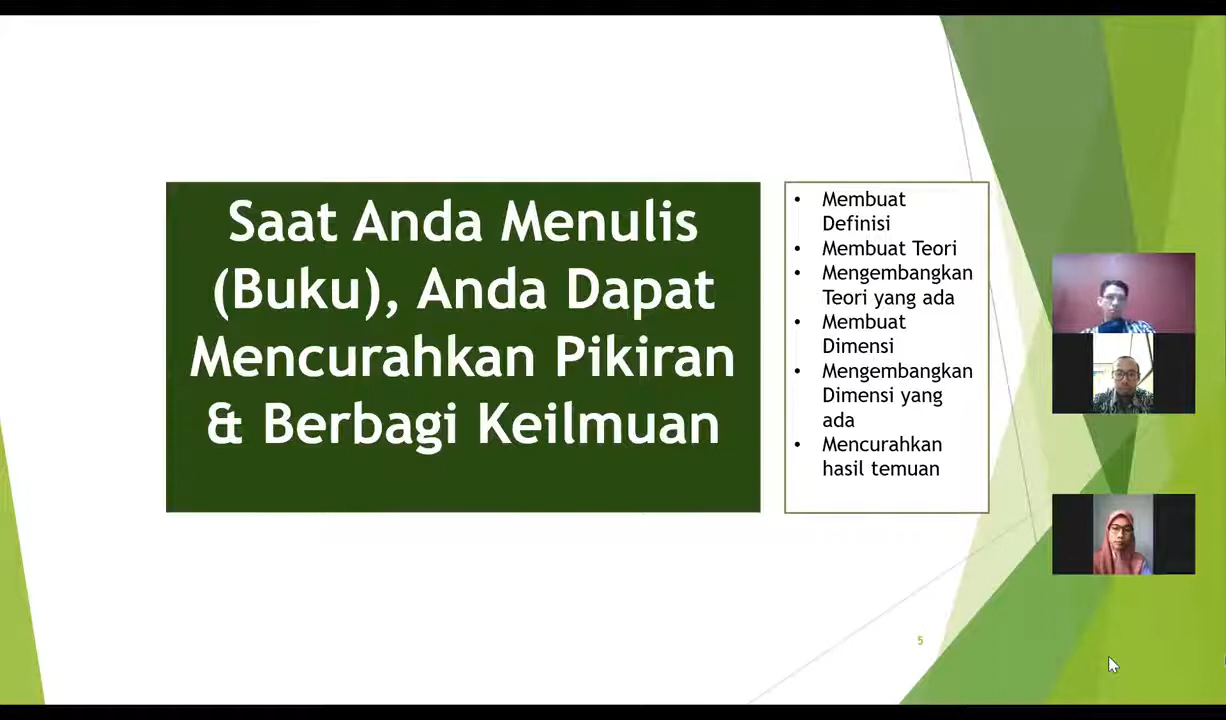 Saat Anda Menulis
(Buku), Anda Dapat
Mencurahkan Pikiran
& Berbagi Keilmuan
• Membuat
Definisi
• Membuat Teori
• Mengembangkan
Teori yang ada
• Membuat
Dimensi
• Mengembangkan
Dimensi yang
ada
• Mencurahkan
hasil temuan
5